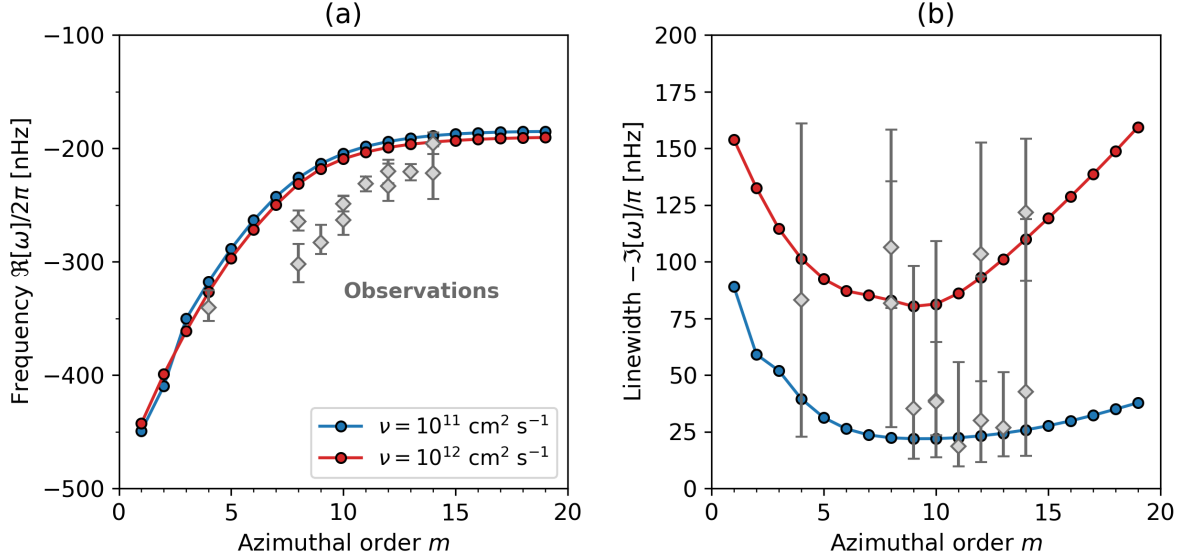 (a)
−100
−200
−300
−400
−500
0
5
10
15
20
Frequency ℜ[ω]/2π [nHz]
Azimuthal order m
Observations
ν = 10¹¹ cm² s⁻¹
ν = 10¹² cm² s⁻¹
(b)
200
175
150
125
100
75
50
25
0
0
5
10
15
20
Linewidth −ℑ[ω]/π [nHz]
Azimuthal order m